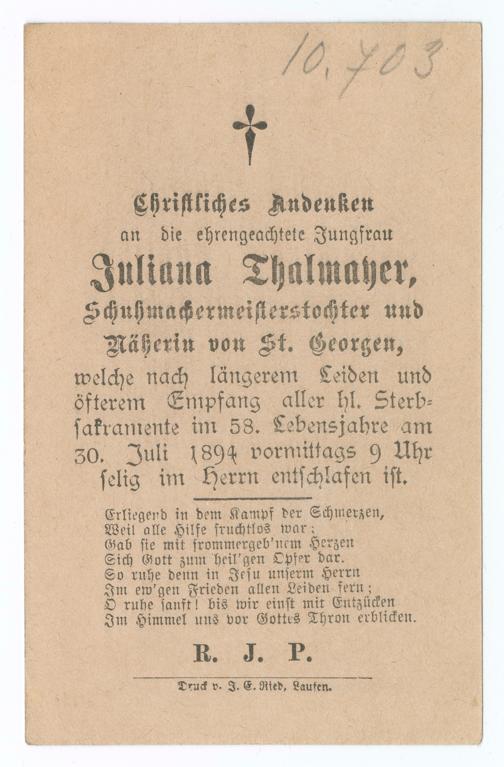 10.703
Christliches Andenken
an die ehrengeachtete Jungfrau
Juliana Thalmayer,
Schuhmachermeisterstochter und
Näherin von St. Georgen,
welche nach längerem Leiden und
öfterem Empfang aller hl. Sterb-
sakramente im 58. Lebensjahre am
30. Juli 1894 vormittags 9 Uhr
selig im Herrn entschlafen ist.
Erliegend in dem Kampf der Schmerzen,
Weil alle Hilfe fruchtlos war;
Gab sie mit frommergeb'nem Herzen
Sich Gott zum heil'gen Opfer dar.
So ruhe denn in Jesu unserm Herrn
Im ew'gen Frieden allen Leiden fern;
O ruhe sanft! bis wir einst mit Entzücken
Im Himmel uns vor Gottes Thron erblicken.
R. J. P.
Druck v. J. E. Ried, Laufen.